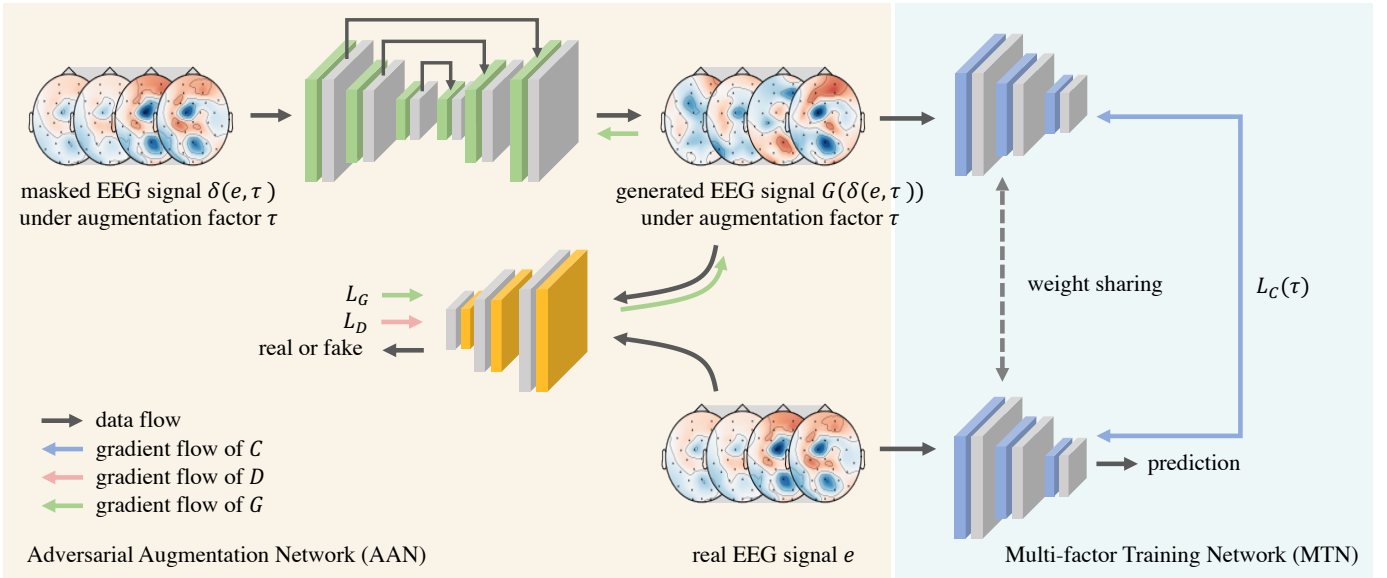 masked EEG signal δ(e, τ)
under augmentation factor τ
generated EEG signal G(δ(e, τ))
under augmentation factor τ
L_G
L_D
real or fake
weight sharing
L_C(τ)
data flow
gradient flow of C
gradient flow of D
gradient flow of G
prediction
Adversarial Augmentation Network (AAN)
real EEG signal e
Multi-factor Training Network (MTN)